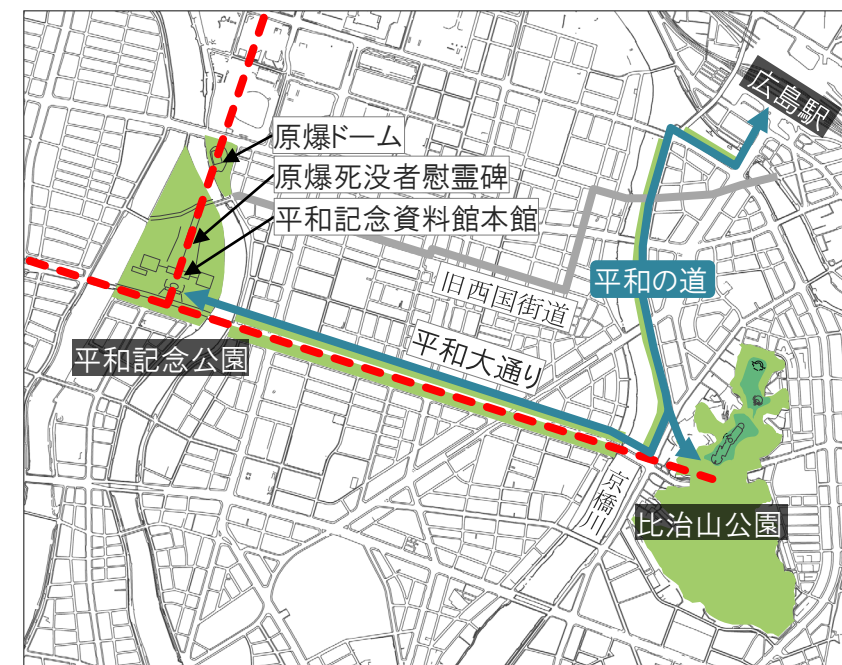 広島駅
原爆ドーム
原爆死没者慰霊碑
平和記念資料館本館
旧西国街道
平和の道
平和大通り
平和記念公園
京橋川
比治山公園